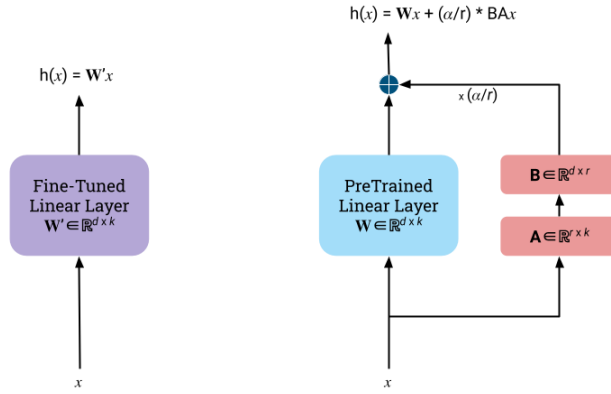 h(x) = W'x
Fine-Tuned
Linear Layer
W' ∈ ℝ^{d x k}
x
h(x) = Wx + (α/r) * BAx
x (α/r)
PreTrained
Linear Layer
W ∈ ℝ^{d x k}
B ∈ ℝ^{d x r}
A ∈ ℝ^{r x k}
x